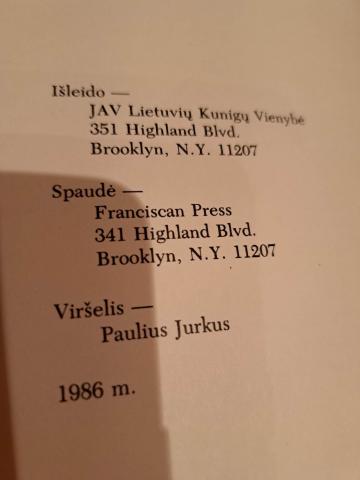 Išleido —
JAV Lietuvių Kunigų Vienybė
351 Highland Blvd.
Brooklyn, N.Y. 11207
Spaudė —
Franciscan Press
341 Highland Blvd.
Brooklyn, N.Y. 11207
Viršelis —
Paulius Jurkus
1986 m.